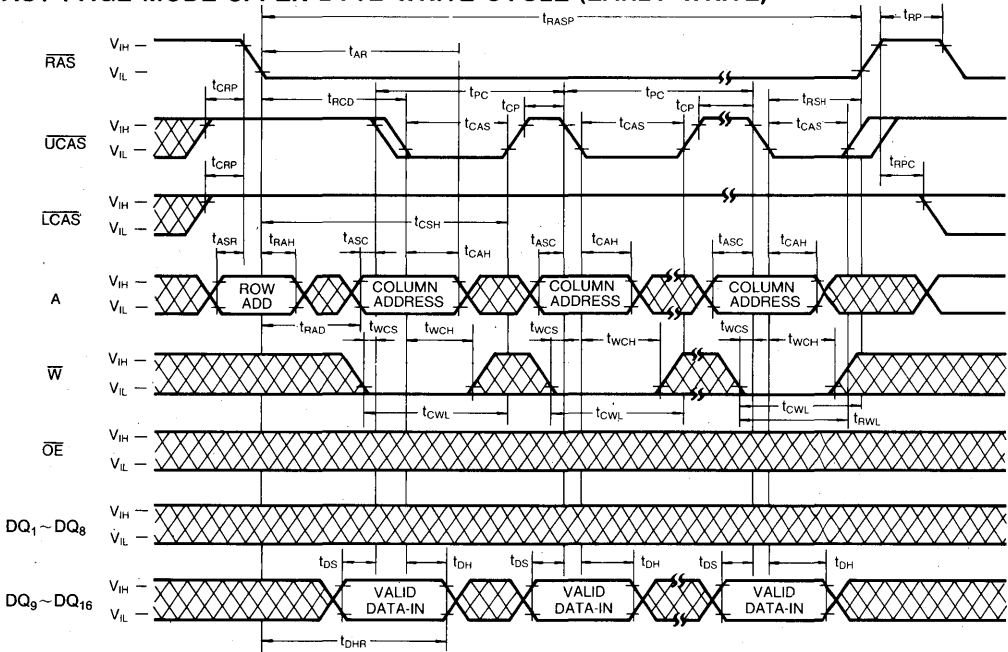 FAST PAGE MODE UPPER BYTE WRITE CYCLE (EARLY WRITE)
tRASP tRP
tAR
RAS VIH VIL
tCRP tRCD tPC tPC tRSH
tCP tCP
tCAS tCAS tCAS
UCAS VIH VIL
tCRP tRPC
LCAS VIH VIL
tCSH
tASR tRAH tASC tCAH tASC tCAH tASC tCAH
A VIH VIL
ROW ADD
COLUMN ADDRESS
COLUMN ADDRESS
COLUMN ADDRESS
tRAD tWCS tWCH tWCS tWCH tWCS tWCH
W VIH VIL
tCWL tCWL tCWL
tRWL
OE VIH VIL
DQ1~DQ8 VIH VIL
tDS tDH tDS tDH tDS tDH
DQ9~DQ16 VIH VIL
VALID DATA-IN
VALID DATA-IN
VALID DATA-IN
tDHR